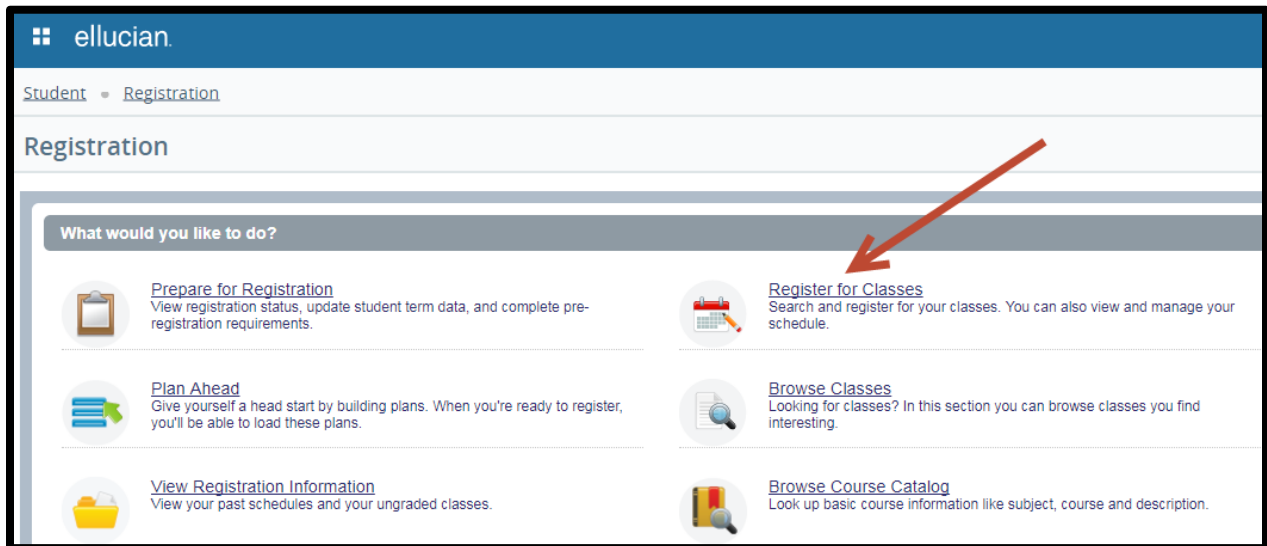 ellucian.
Student Registration
Registration
What would you like to do?
Prepare for Registration
View registration status, update student term data, and complete pre-
registration requirements.
Register for Classes
Search and register for your classes. You can also view and manage your
schedule.
Plan Ahead
Give yourself a head start by building plans. When you're ready to register,
you'll be able to load these plans.
Browse Classes
Looking for classes? In this section you can browse classes you find
interesting.
View Registration Information
View your past schedules and your ungraded classes.
Browse Course Catalog
Look up basic course information like subject, course and description.